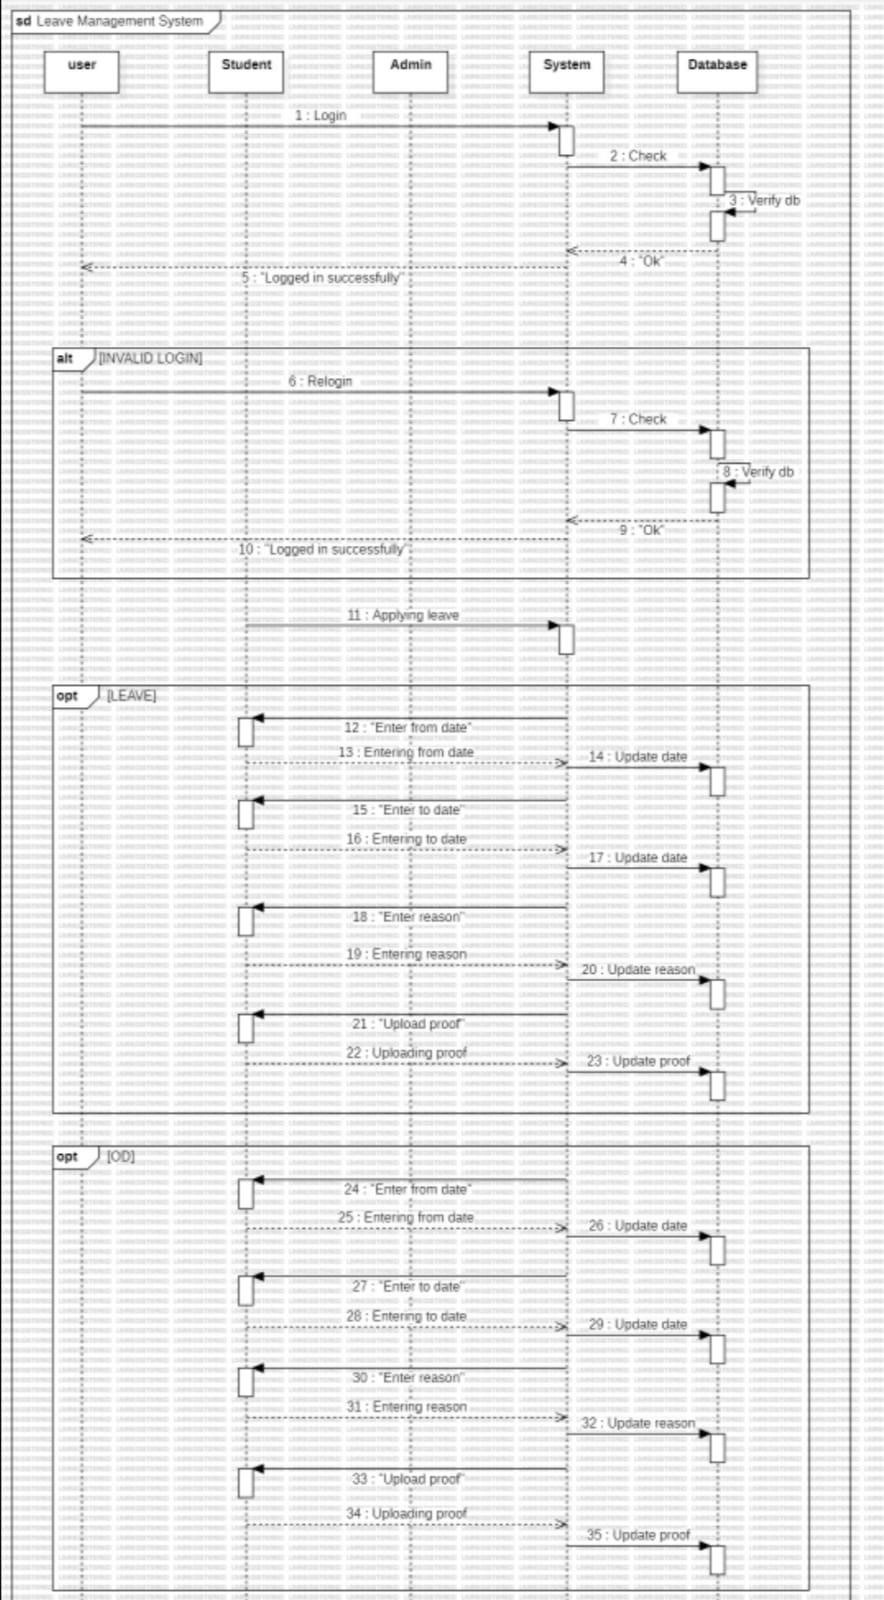 sd Leave Management System
user
Student
Admin
System
Database
1 : Login
2 : Check
3 : Verify db
4 : "Ok"
5 : "Logged in successfully"
alt [INVALID LOGIN]
6 : Relogin
7 : Check
8 : Verify db
9 : "Ok"
10 : "Logged in successfully"
11 : Applying leave
opt [LEAVE]
12 : "Enter from date"
13 : Entering from date
14 : Update date
15 : "Enter to date"
16 : Entering to date
17 : Update date
18 : "Enter reason"
19 : Entering reason
20 : Update reason
21 : "Upload proof"
22 : Uploading proof
23 : Update proof
opt [OD]
24 : "Enter from date"
25 : Entering from date
26 : Update date
27 : "Enter to date"
28 : Entering to date
29 : Update date
30 : "Enter reason"
31 : Entering reason
32 : Update reason
33 : "Upload proof"
34 : Uploading proof
35 : Update proof